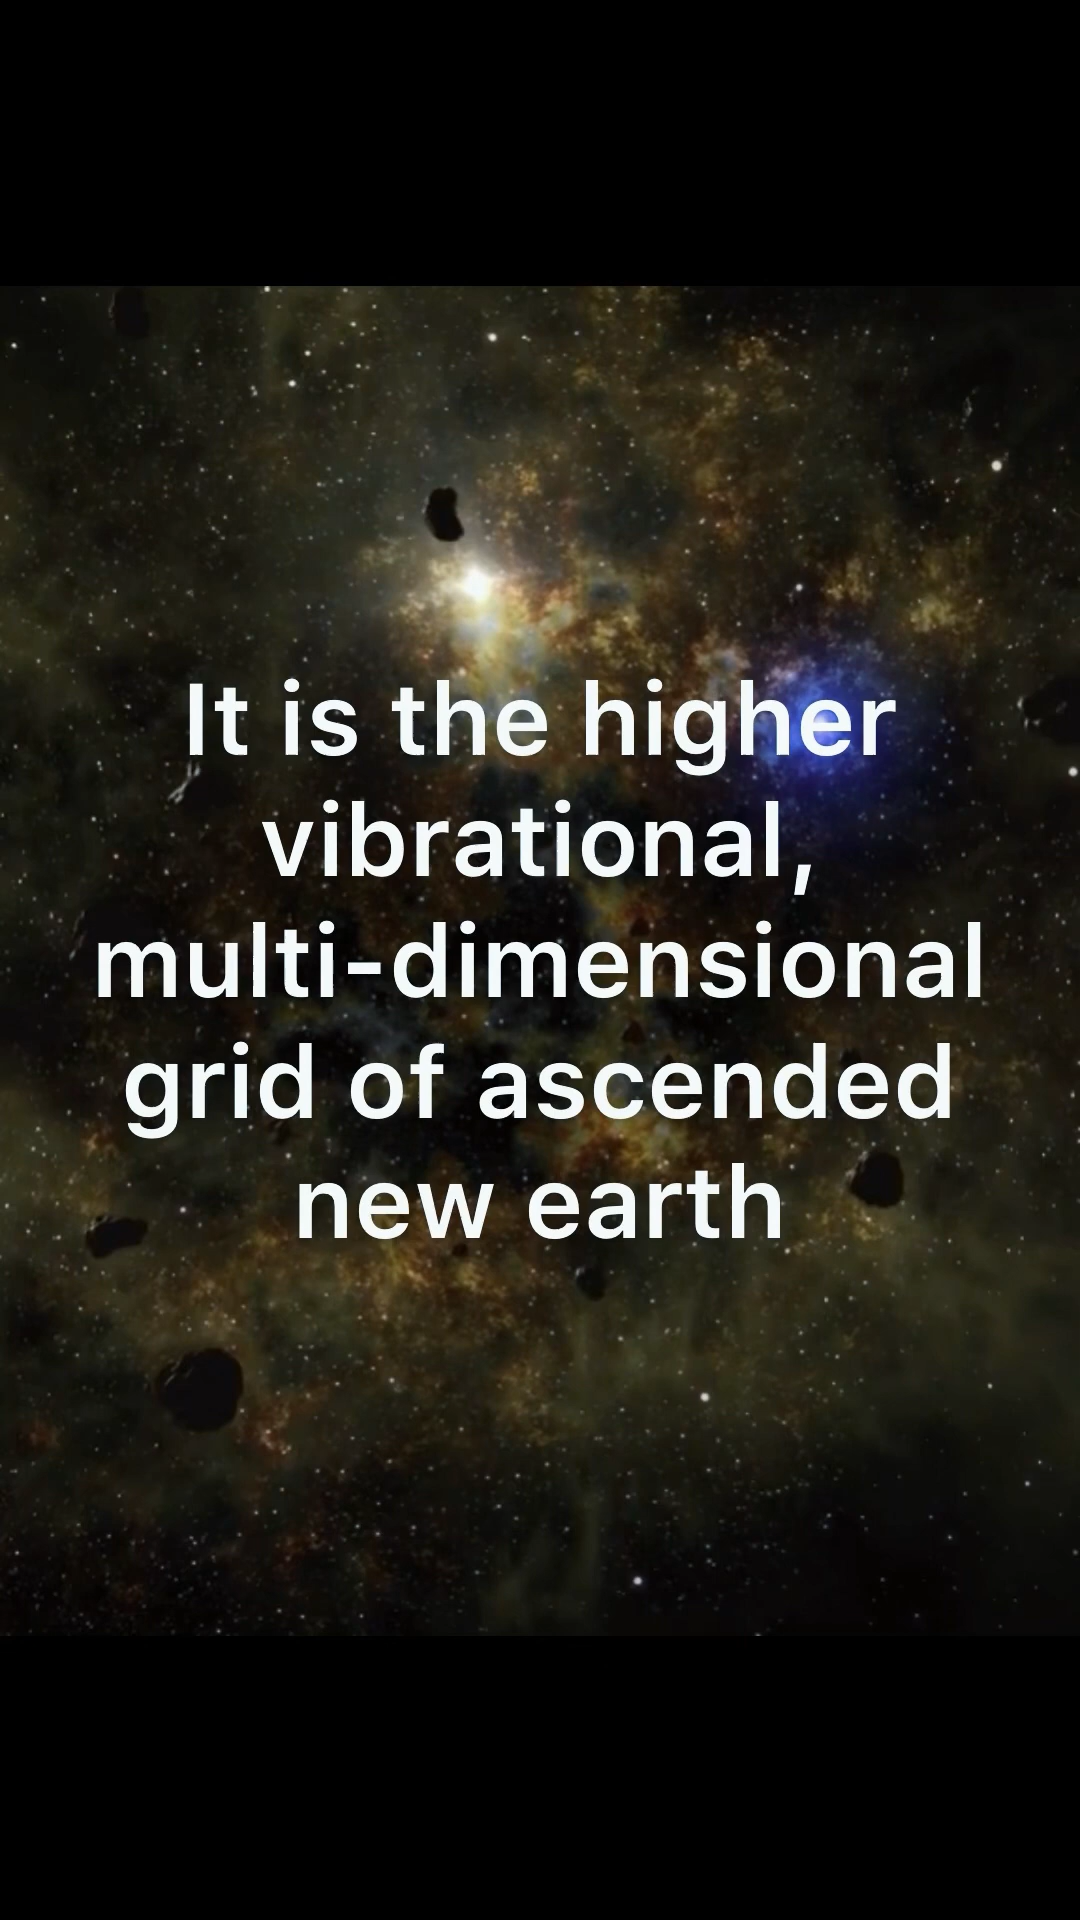 It is the higher
vibrational,
multi-dimensional
grid of ascended
new earth